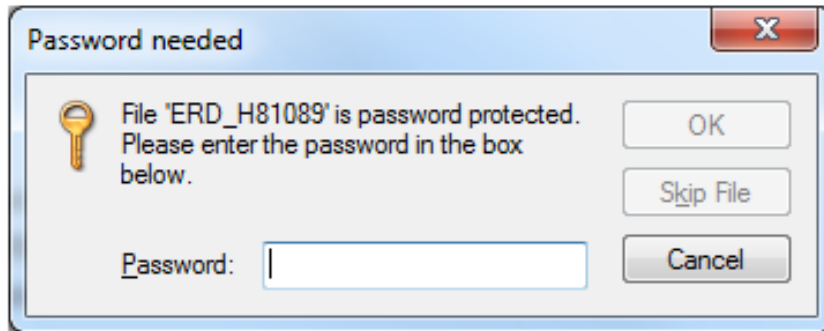 Password needed
File 'ERD_H81089' is password protected.
Please enter the password in the box
below.
OK
Skip File
Password:
Cancel